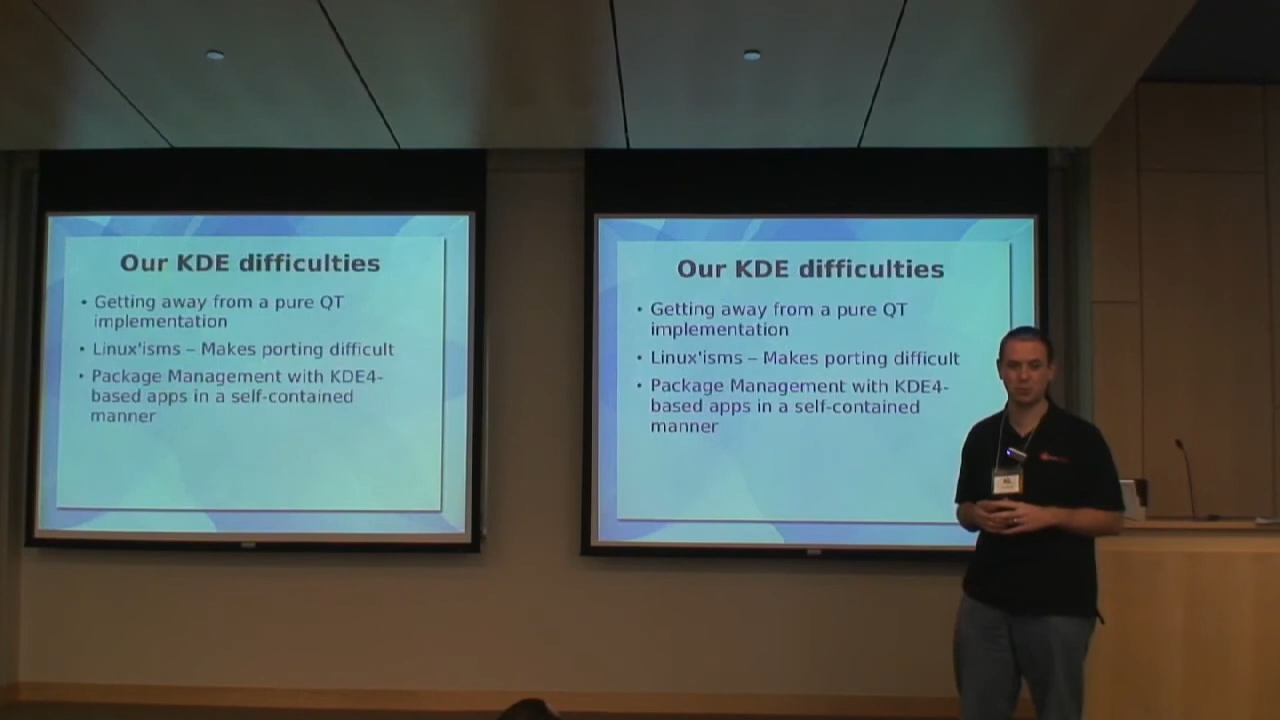 Our KDE difficulties
• Getting away from a pure QT
implementation
• Linux'isms – Makes porting difficult
• Package Management with KDE4-
based apps in a self-contained
manner
Our KDE difficulties
• Getting away from a pure QT
implementation
• Linux'isms – Makes porting difficult
• Package Management with KDE4-
based apps in a self-contained
manner